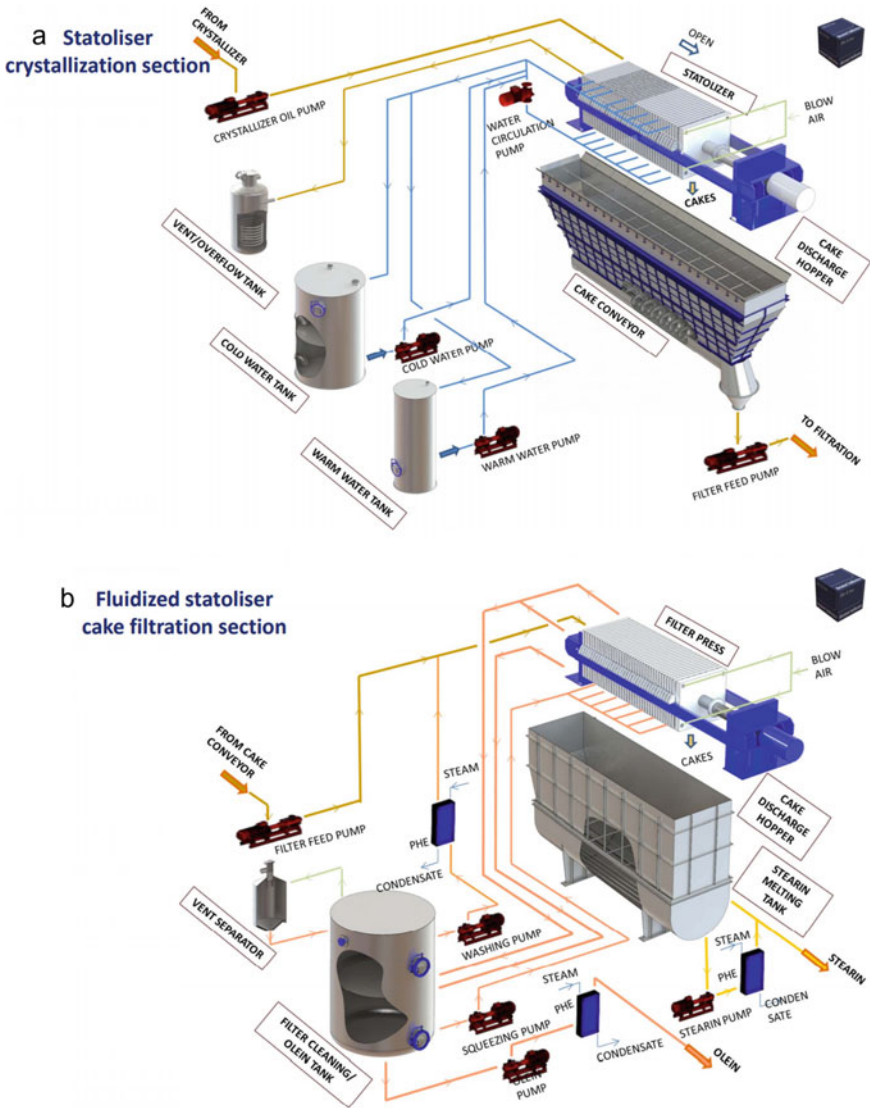 a
Statoliser
crystallization section
FROM
CRYSTALLIZER
CRYSTALLIZER OIL PUMP
OPEN
STATOLIZER
WATER
CIRCULATION
PUMP
BLOW
AIR
CAKES
VENT/OVERFLOW TANK
CAKE
DISCHARGE
HOPPER
CAKE CONVEYOR
COLD WATER TANK
COLD WATER PUMP
WARM WATER TANK
WARM WATER PUMP
TO FILTRATION
FILTER FEED PUMP
b
Fluidized statoliser
cake filtration section
FILTER PRESS
BLOW
AIR
FROM CAKE
CONVEYOR
CAKES
STEAM
FILTER FEED PUMP
PHE
CONDENSATE
CAKE
DISCHARGE
HOPPER
VENT SEPARATOR
STEARIN
MELTING
TANK
WASHING PUMP
STEAM
STEARIN
PHE
STEAM
PHE
SQUEEZING PUMP
STEARIN PUMP
CONDEN
SATE
FILTER CLEANING/
OLEIN TANK
CONDENSATE
OLEIN
PUMP
OLEIN